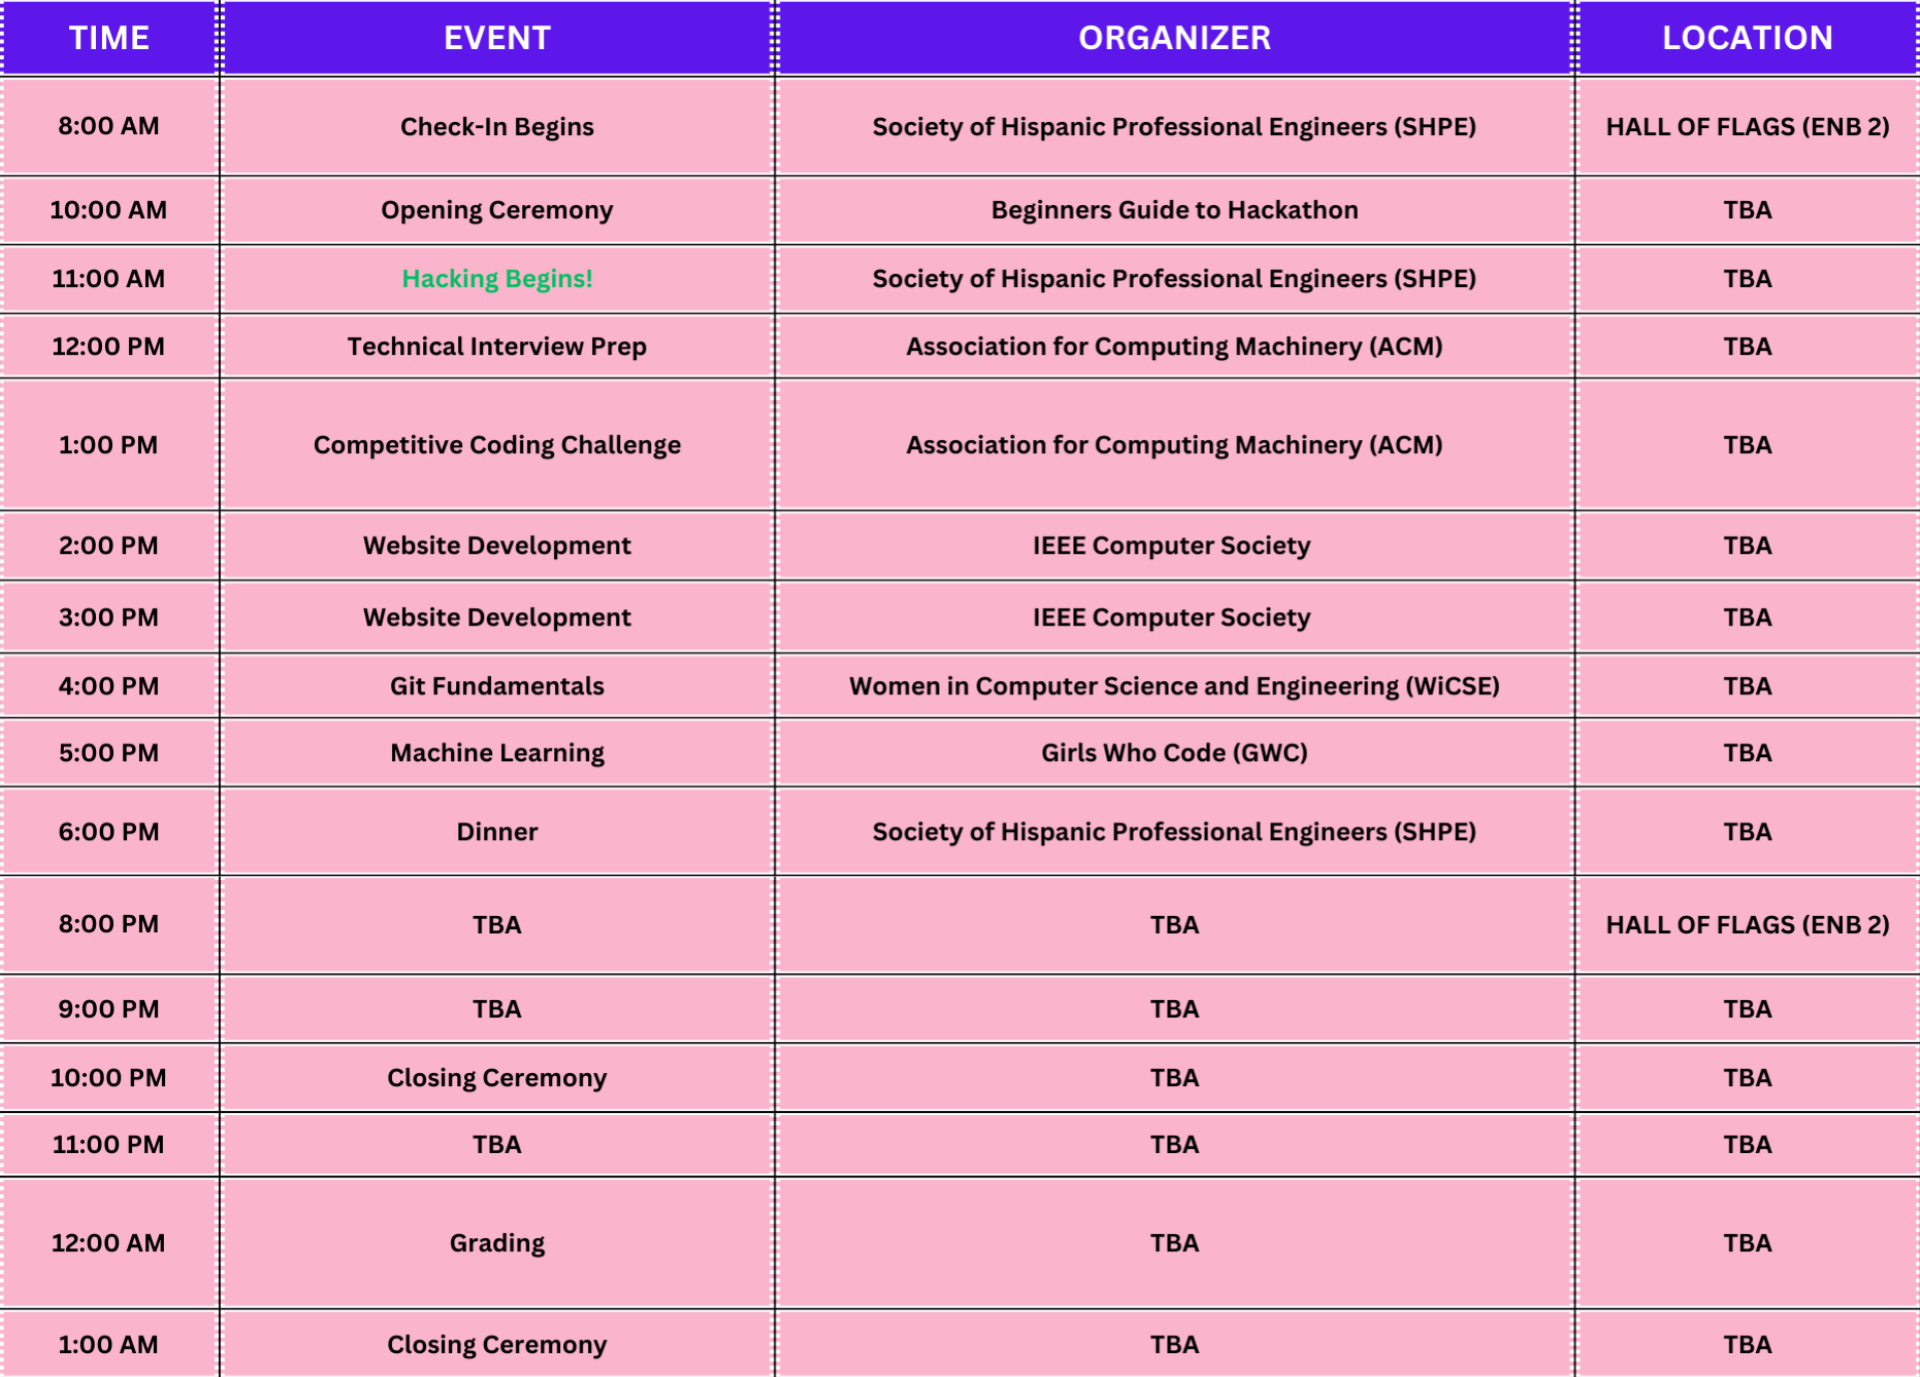 TIME EVENT ORGANIZER LOCATION
8:00 AM Check-In Begins Society of Hispanic Professional Engineers (SHPE) HALL OF FLAGS (ENB 2)
10:00 AM Opening Ceremony Beginners Guide to Hackathon TBA
11:00 AM Hacking Begins! Society of Hispanic Professional Engineers (SHPE) TBA
12:00 PM Technical Interview Prep Association for Computing Machinery (ACM) TBA
1:00 PM Competitive Coding Challenge Association for Computing Machinery (ACM) TBA
2:00 PM Website Development IEEE Computer Society TBA
3:00 PM Website Development IEEE Computer Society TBA
4:00 PM Git Fundamentals Women in Computer Science and Engineering (WiCSE) TBA
5:00 PM Machine Learning Girls Who Code (GWC) TBA
6:00 PM Dinner Society of Hispanic Professional Engineers (SHPE) TBA
8:00 PM TBA TBA HALL OF FLAGS (ENB 2)
9:00 PM TBA TBA TBA
10:00 PM Closing Ceremony TBA TBA
11:00 PM TBA TBA TBA
12:00 AM Grading TBA TBA
1:00 AM Closing Ceremony TBA TBA